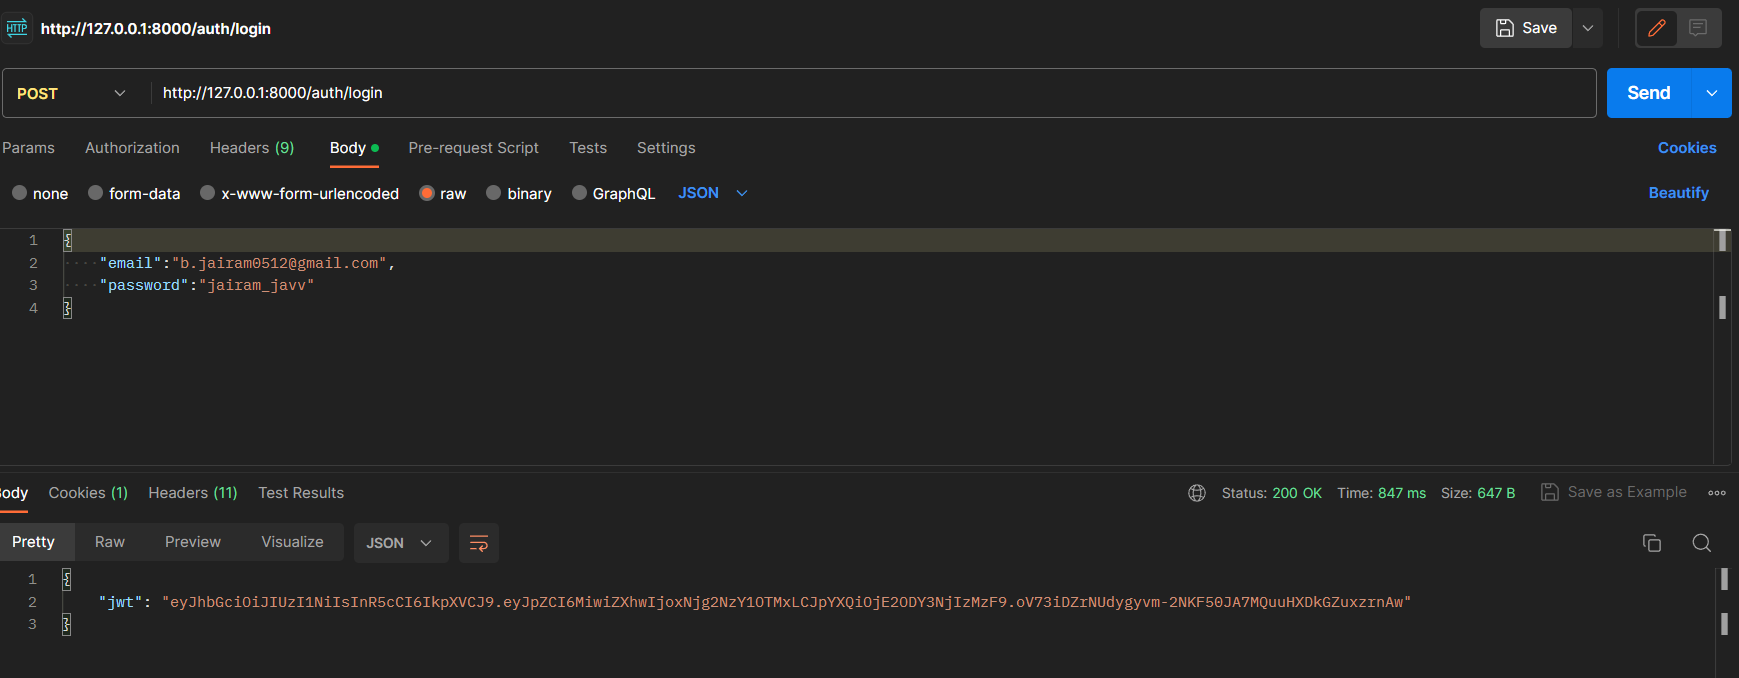 HTTP http://127.0.0.1:8000/auth/login Save
POST http://127.0.0.1:8000/auth/login Send
Params Authorization Headers (9) Body Pre-request Script Tests Settings Cookies
none form-data x-www-form-urlencoded raw binary GraphQL JSON Beautify
1 {
2 "email":"b.jairam0512@gmail.com",
3 "password":"jairam_javv"
4 }
Body Cookies (1) Headers (11) Test Results Status: 200 OK Time: 847 ms Size: 647 B Save as Example
Pretty Raw Preview Visualize JSON
1 {
2 "jwt": "eyJhbGciOiJIUzI1NiIsInR5cCI6IkpXVCJ9.eyJpZCI6MiwiZXhwIjoxNjg2NzY1OTMxLCJpYXQiOjE2ODY3NjIzMzF9.oV73iDZrNUdygyvm-2NKF50JA7MQuuHXDkGZuxzrnAw"
3 }